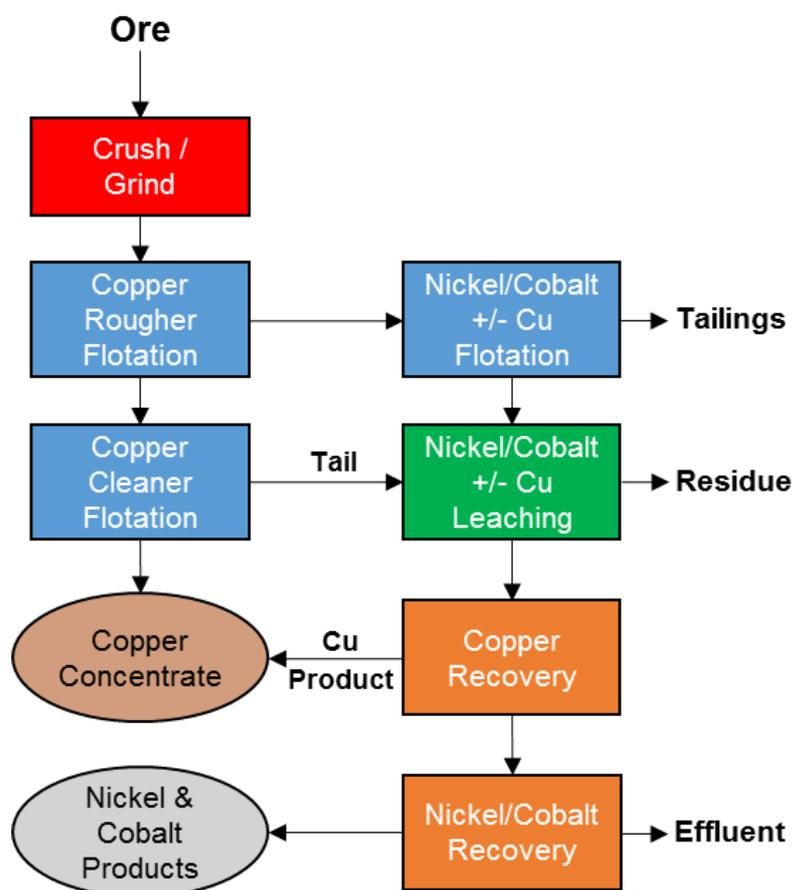 Ore
Crush /
Grind
Copper
Rougher
Flotation
Nickel/Cobalt
+/- Cu
Flotation
Tailings
Copper
Cleaner
Flotation
Tail
Nickel/Cobalt
+/- Cu
Leaching
Residue
Copper
Concentrate
Cu
Product
Copper
Recovery
Nickel &
Cobalt
Products
Nickel/Cobalt
Recovery
Effluent